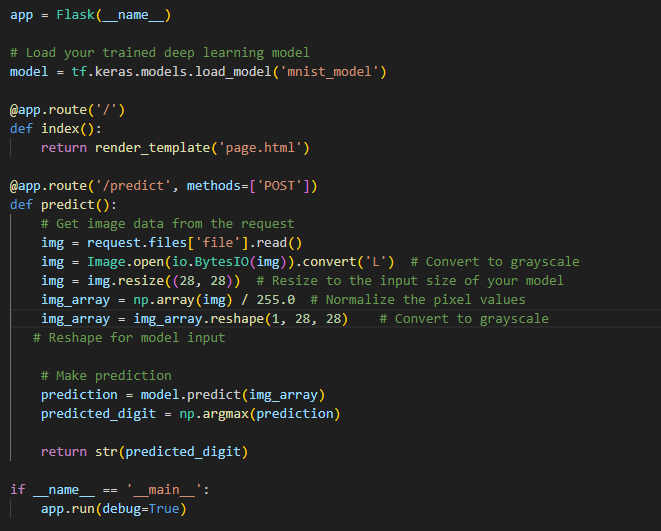 app = Flask(__name__)

# Load your trained deep learning model
model = tf.keras.models.load_model('mnist_model')

@app.route('/')
def index():
    return render_template('page.html')

@app.route('/predict', methods=['POST'])
def predict():
    # Get image data from the request
    img = request.files['file'].read()
    img = Image.open(io.BytesIO(img)).convert('L')  # Convert to grayscale
    img = img.resize((28, 28))  # Resize to the input size of your model
    img_array = np.array(img) / 255.0  # Normalize the pixel values
    img_array = img_array.reshape(1, 28, 28)    # Convert to grayscale
   # Reshape for model input

    # Make prediction
    prediction = model.predict(img_array)
    predicted_digit = np.argmax(prediction)

    return str(predicted_digit)

if __name__ == '__main__':
    app.run(debug=True)